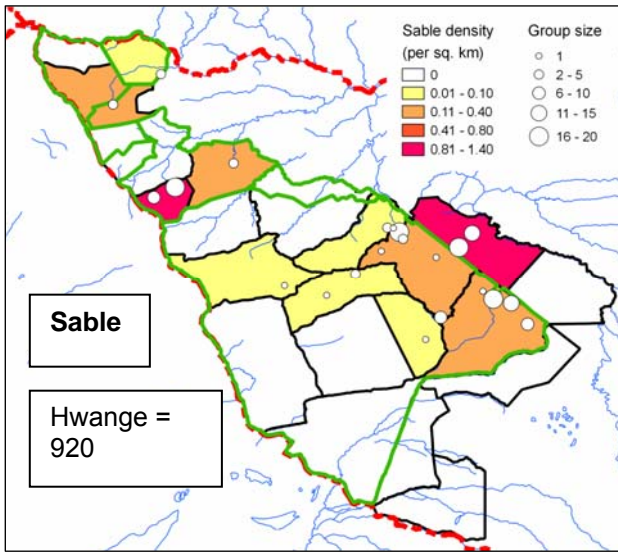 Sable density
(per sq. km)
0
0.01 - 0.10
0.11 - 0.40
0.41 - 0.80
0.81 - 1.40
Group size
1
2 - 5
6 - 10
11 - 15
16 - 20
Sable
Hwange =
920